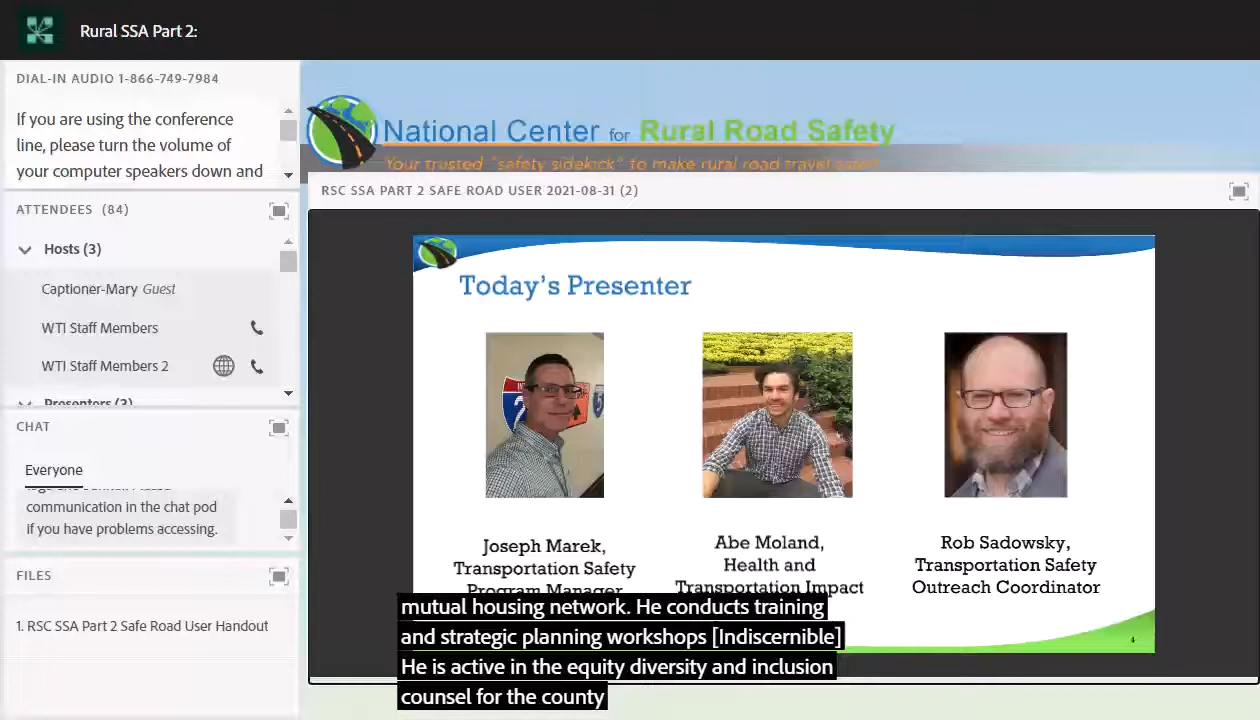 Rural SSA Part 2:
DIAL-IN AUDIO 1-866-749-7984
If you are using the conference
line, please turn the volume of
your computer speakers down and
ATTENDEES (84)
Hosts (3)
Captioner-Mary Guest
WTI Staff Members
WTI Staff Members 2
Presenters (3)
CHAT
Everyone
communication in the chat pod
if you have problems accessing.
FILES
1. RSC SSA Part 2 Safe Road User Handout
National Center for Rural Road Safety
Your trusted "safety sidekick" to make rural road travel safer!
RSC SSA PART 2 SAFE ROAD USER 2021-08-31 (2)
Today's Presenter
Joseph Marek,
Transportation Safety
Program Manager
Abe Moland,
Health and
Transportation Impact
Rob Sadowsky,
Transportation Safety
Outreach Coordinator
4
mutual housing network. He conducts training
and strategic planning workshops [Indiscernible]
He is active in the equity diversity and inclusion
counsel for the county